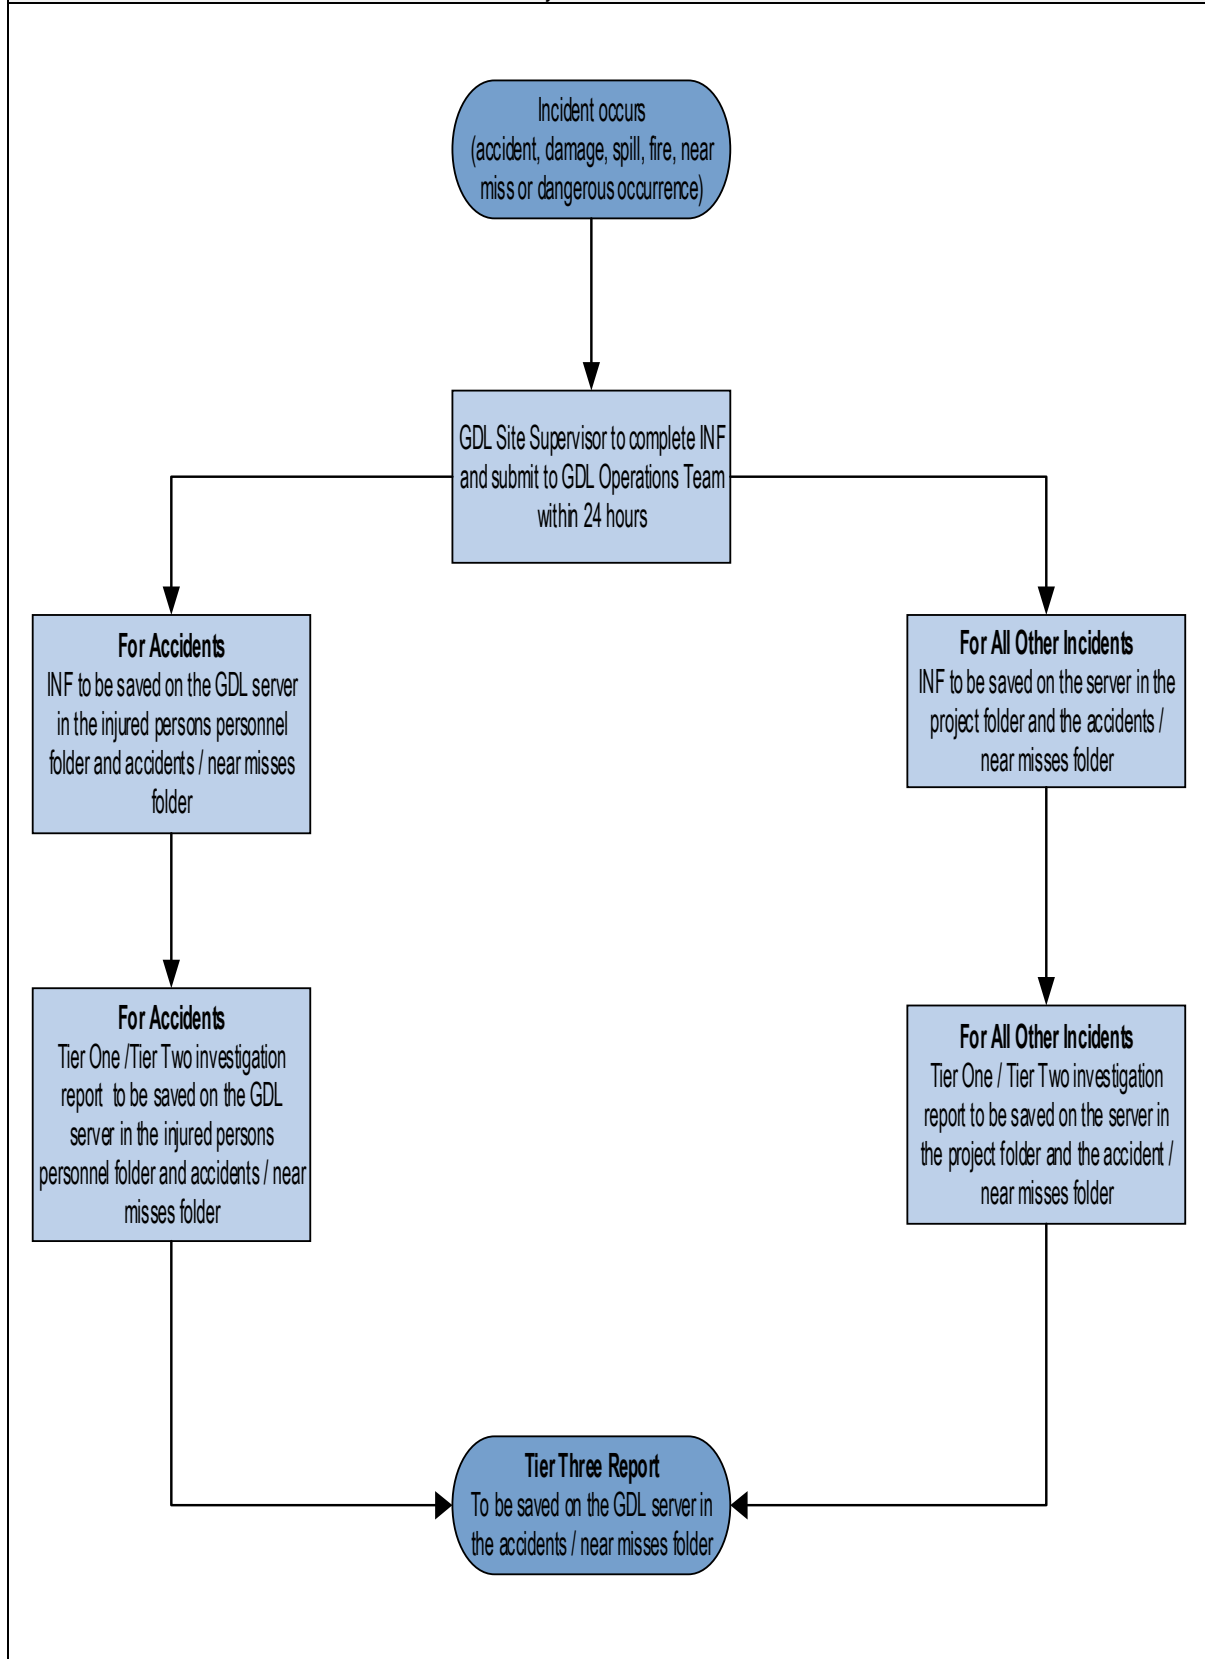 Incident occurs
(accident, damage, spill, fire, near
miss or dangerous occurrence)
GDL Site Supervisor to complete INF
and submit to GDL Operations Team
within 24 hours
For Accidents
INF to be saved on the GDL server
in the injured persons personnel
folder and accidents / near misses
folder
For All Other Incidents
INF to be saved on the server in the
project folder and the accidents /
near misses folder
For Accidents
Tier One /Tier Two investigation
report to be saved on the GDL
server in the injured persons
personnel folder and accidents / near
misses folder
For All Other Incidents
Tier One / Tier Two investigation
report to be saved on the server in
the project folder and the accident /
near misses folder
Tier Three Report
To be saved on the GDL server in
the accidents / near misses folder